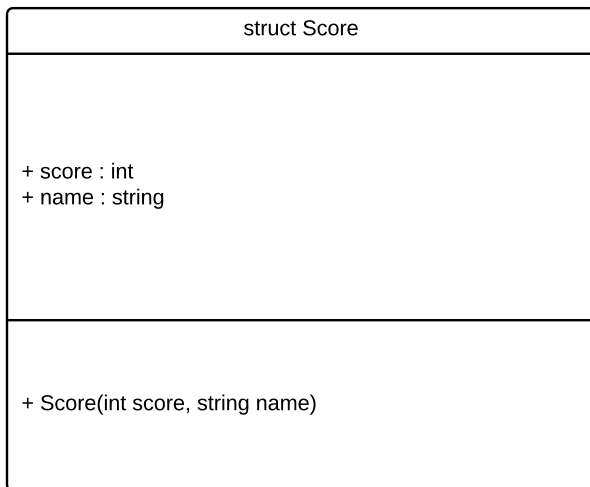 struct Score
+ score : int
+ name : string
+ Score(int score, string name)